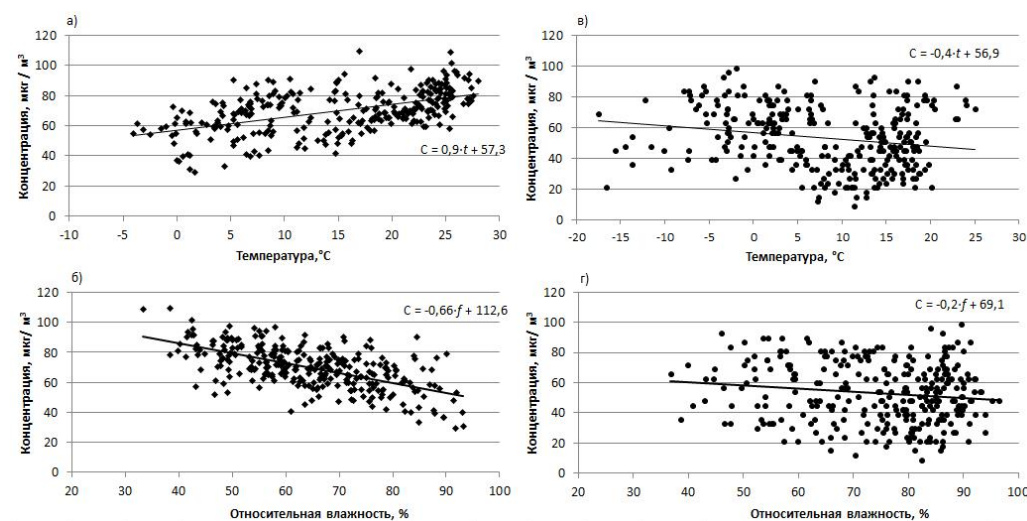 а)
Концентрация, мкг / м³
120
100
80
60
40
20
0
C = 0,9·t + 57,3
-10 -5 0 5 10 15 20 25 30
Температура,°C
в)
Концентрация, мкг / м³
120
100
80
60
40
20
0
C = -0,4·t + 56,9
-20 -15 -10 -5 0 5 10 15 20 25 30
Температура,°C
б)
Концентрация, мкг/ м³
120
100
80
60
40
20
0
C = -0,66·f + 112,6
20 30 40 50 60 70 80 90 100
Относительная влажность, %
г)
Концентрация, мкг/ м³
120
100
80
60
40
20
0
C = -0,2·f + 69,1
20 30 40 50 60 70 80 90 100
Относительная влажность, %